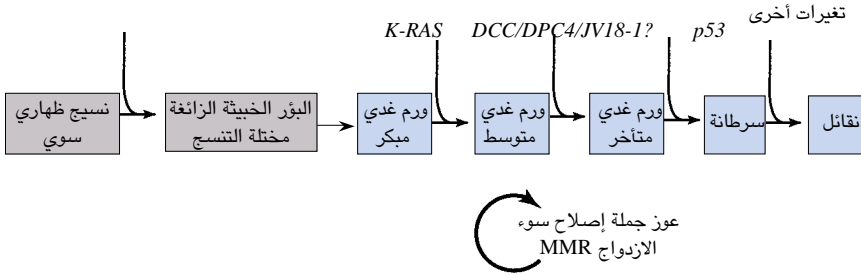 تغيرات أخرى
K-RAS
DCC/DPC4/JV18-1?
p53
نسيج ظهاري
سوي
البؤر الخبيثة الزائغة
مختلة التنسج
ورم غدي
مبكر
ورم غدي
متوسط
ورم غدي
متأخر
سرطانة
نقائل
عوز جملة إصلاح سوء
الازدواج MMR